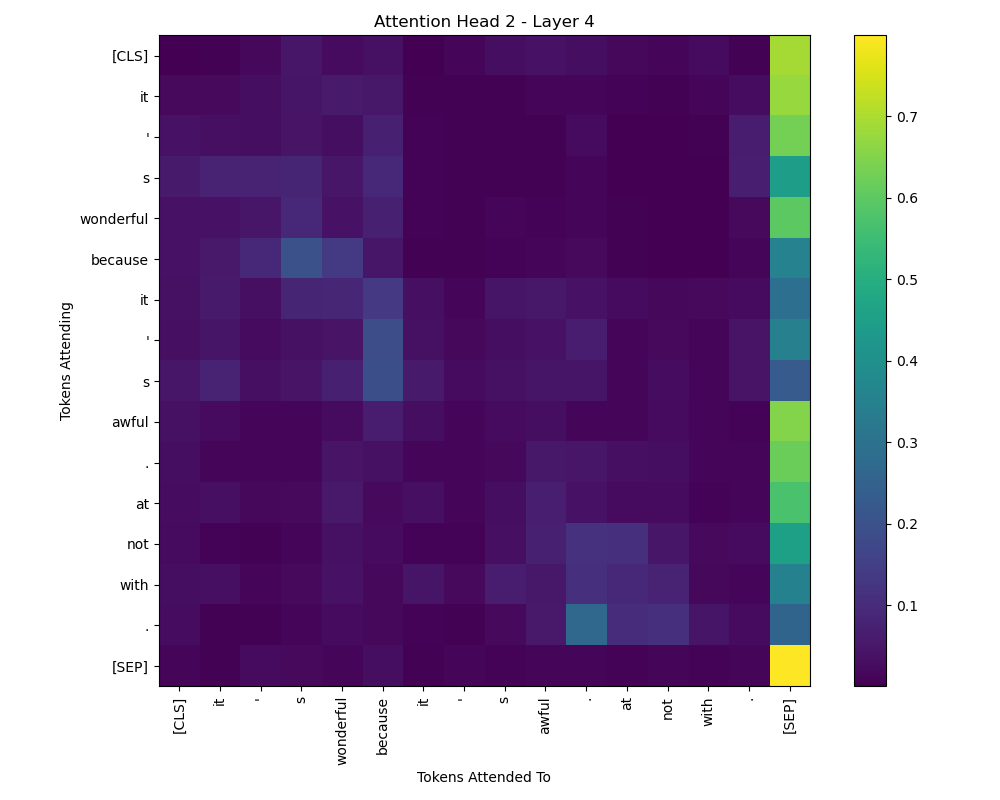 Attention Head 2 - Layer 4
Tokens Attending
[CLS]
it
'
s
wonderful
because
it
'
s
awful
.
at
not
with
.
[SEP]
[CLS] it ' s wonderful because it ' s awful . at not with . [SEP]
Tokens Attended To
0.7
0.6
0.5
0.4
0.3
0.2
0.1